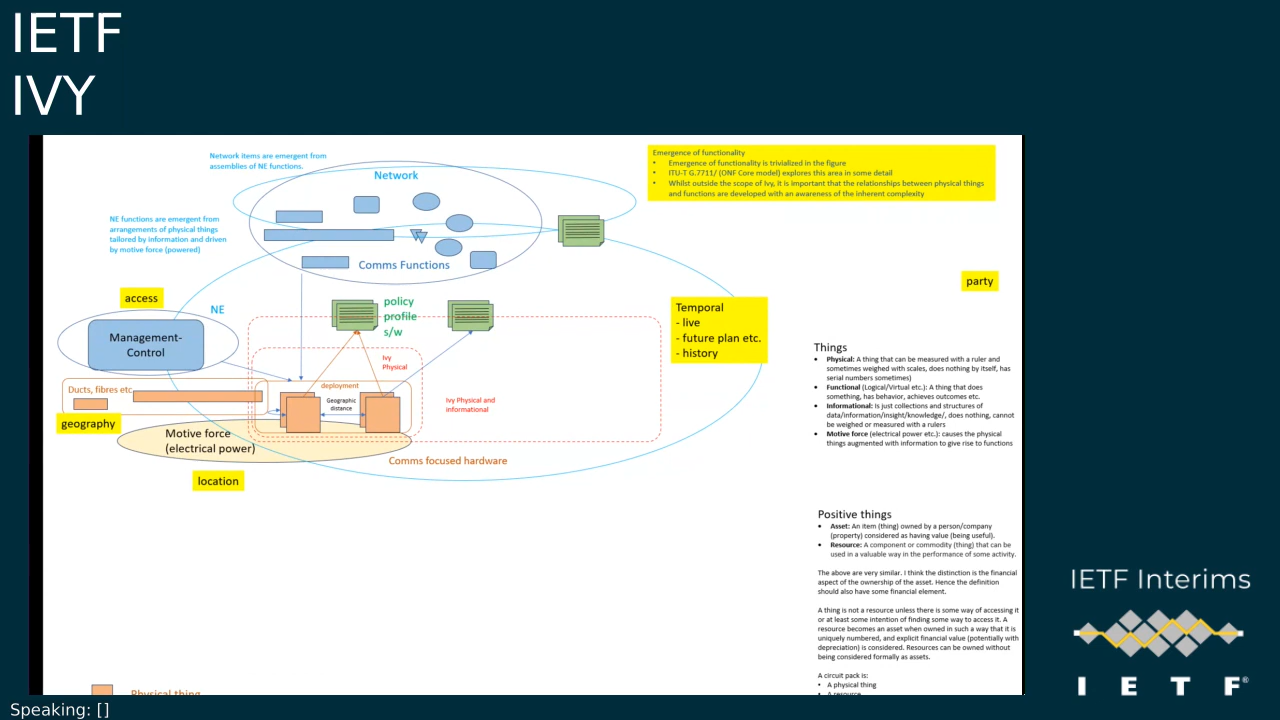 IETF
IVY
Network items are emergent from
assemblies of NE functions.
Network
Emergence of functionality
• Emergence of functionality is trivialized in the figure
• ITU-T G.7711/ (ONF Core model) explores this area in some detail
• Whilst outside the scope of Ivy, it is important that the relationships between physical things
and functions are developed with an awareness of the inherent complexity
NE functions are emergent from
arrangements of physical things
tailored by information and driven
by motive force (powered)
Comms Functions
party
access
NE
policy
profile
s/w
Temporal
- live
- future plan etc.
- history
Management-
Control
Ivy
Physical
deployment
Ducts, fibres etc.
Geographic
distance
Ivy Physical and
informational
geography
Motive force
(electrical power)
Comms focused hardware
location
Things
• Physical: A thing that can be measured with a ruler and
sometimes weighed with scales, does nothing by itself, has
serial numbers sometimes)
• Functional (Logical/Virtual etc.): A thing that does
something, has behavior, achieves outcomes etc.
• Informational: Is just collections and structures of
data/information/insight/knowledge/, does nothing, cannot
be weighed or measured with a rulers
• Motive force (electrical power etc.): causes the physical
things augmented with information to give rise to functions
Positive things
• Asset: An item (thing) owned by a person/company
(property) considered as having value (being useful).
• Resource: A component or commodity (thing) that can be
used in a valuable way in the performance of some activity.
The above are very similar. I think the distinction is the financial
aspect of the ownership of the asset. Hence the definition
should also have some financial element.
A thing is not a resource unless there is some way of accessing it
or at least some intention of finding some way to access it. A
resource becomes an asset when owned in such a way that it is
uniquely numbered, and explicit financial value (potentially with
depreciation) is considered. Resources can be owned without
being considered formally as assets.
A circuit pack is:
• A physical thing
• A resource
Physical thing
IETF Interims
I E T F®
Speaking: []